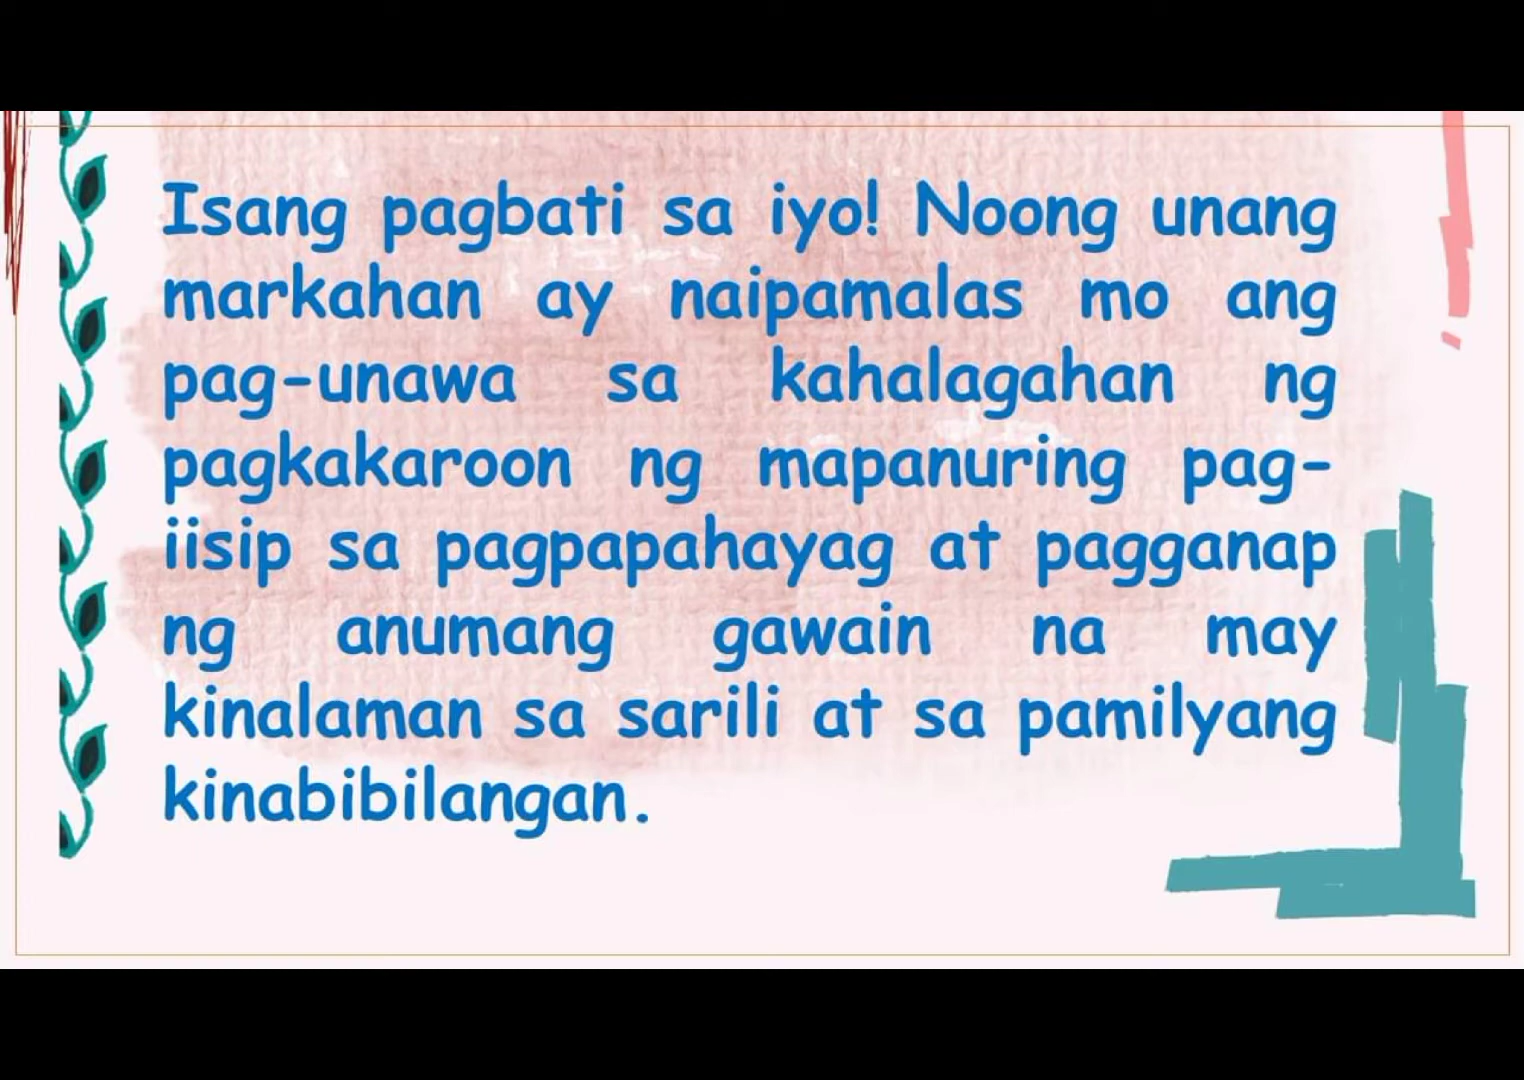 Isang pagbati sa iyo! Noong unang
markahan ay naipamalas mo ang
pag-unawa sa kahalagahan ng
pagkakaroon ng mapanuring pag-
iisip sa pagpapahayag at pagganap
ng anumang gawain na may
kinalaman sa sarili at sa pamilyang
kinabibilangan.